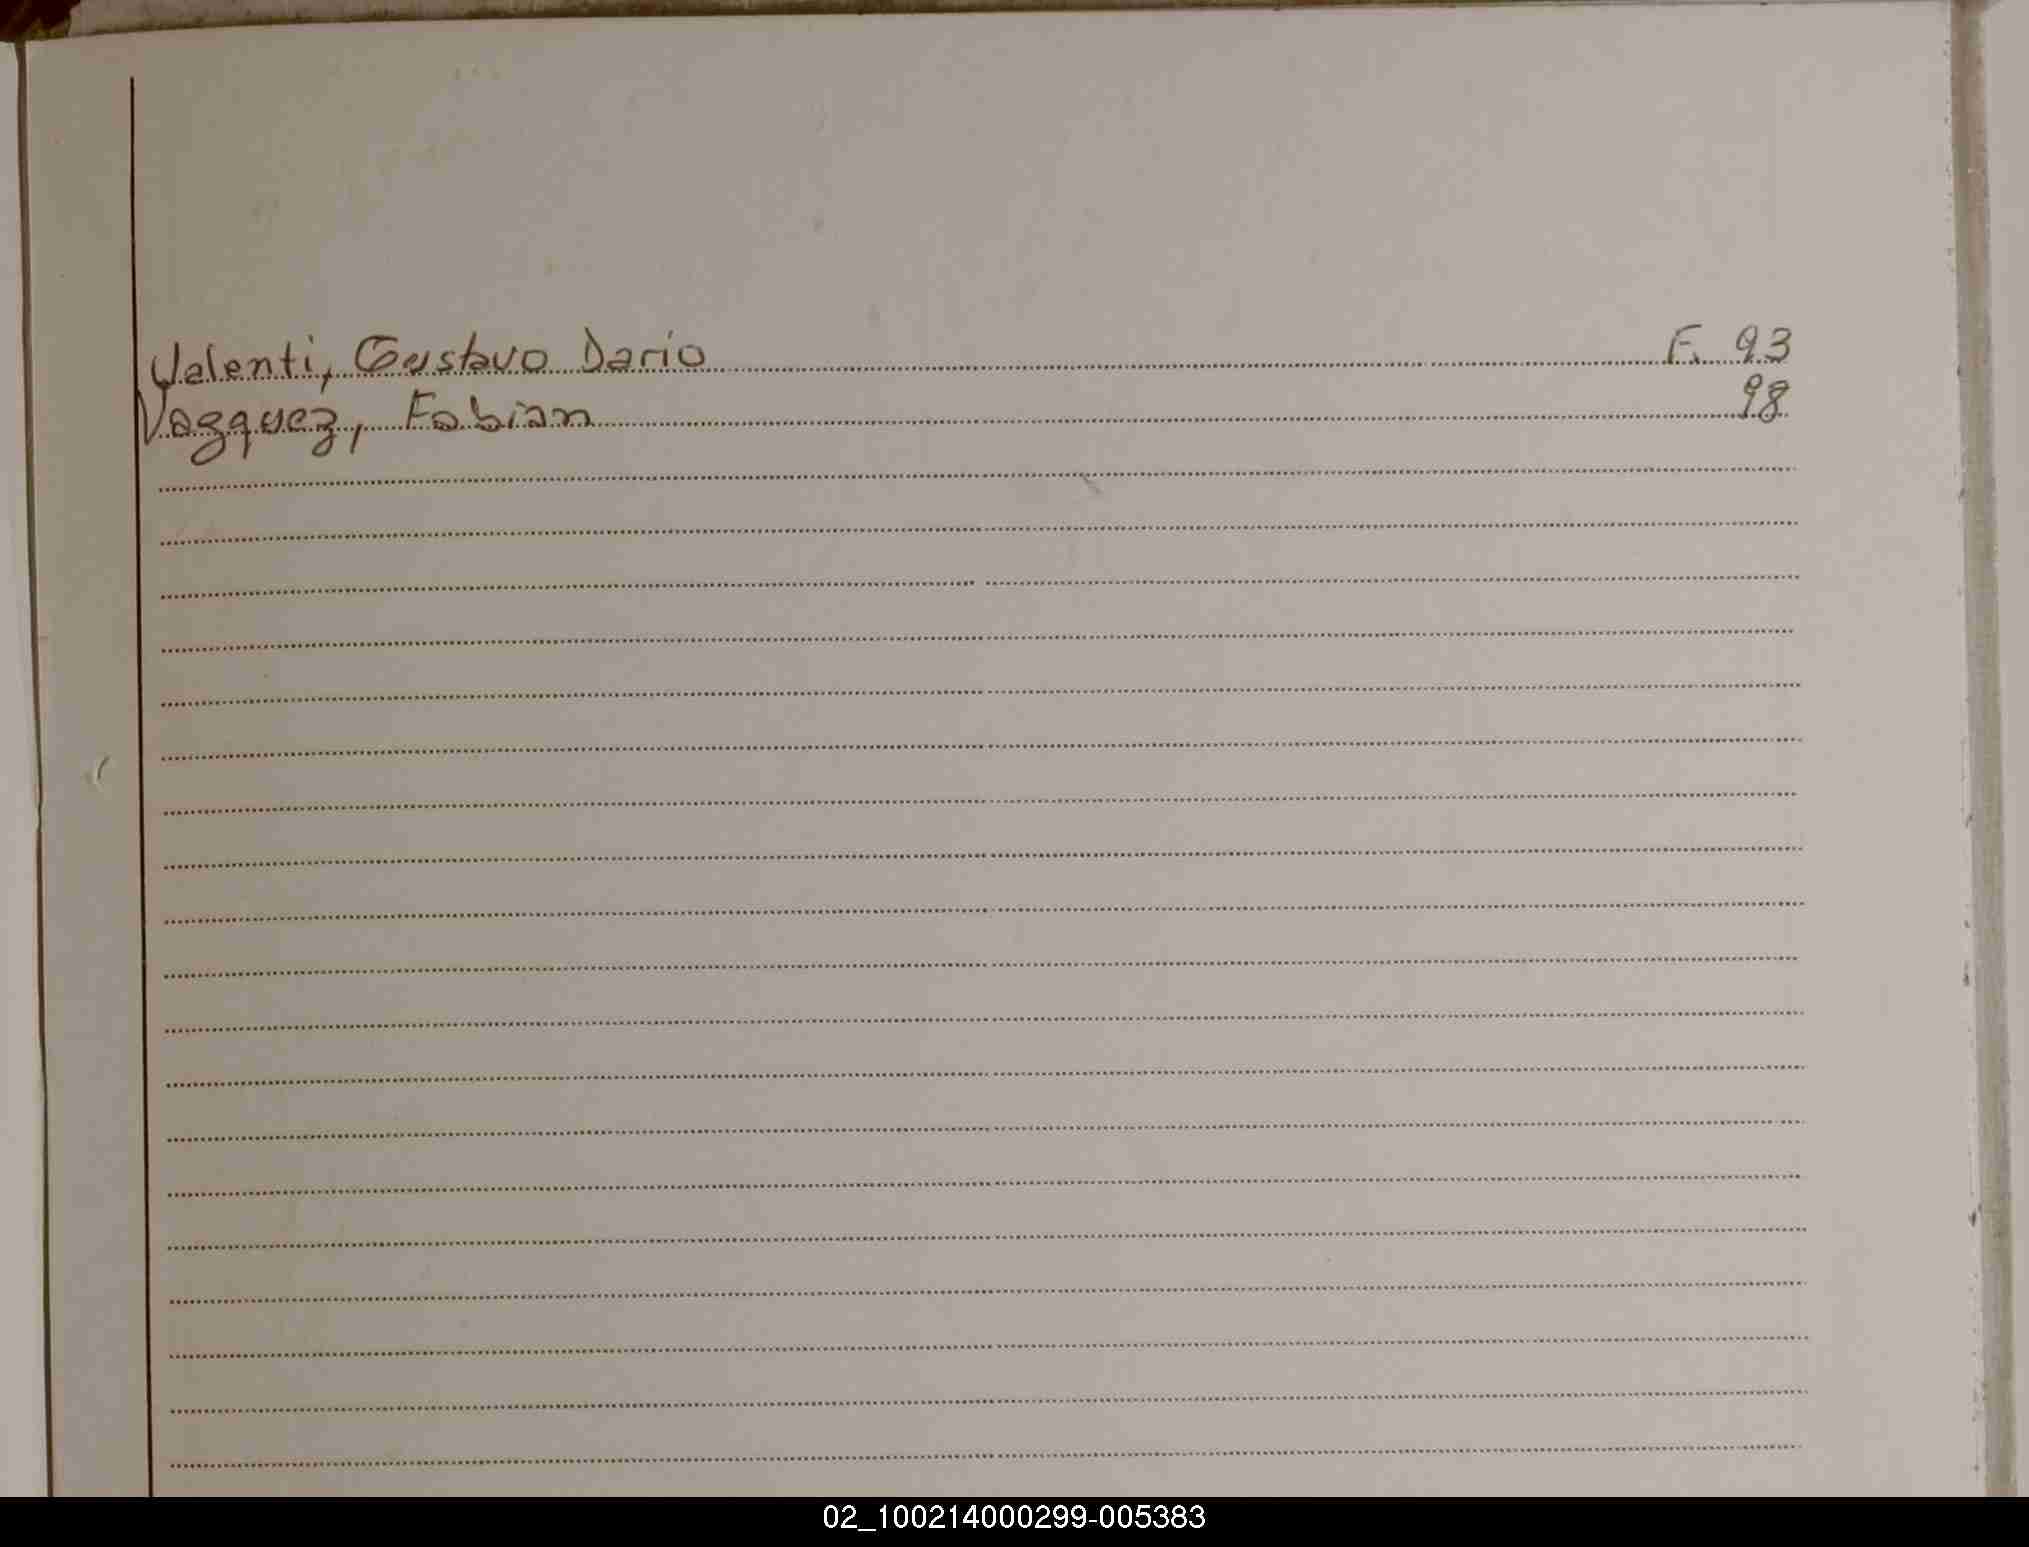 Valenti, Gustavo Dario F. 93
Vazquez, Fabian 98
02_100214000299-005383